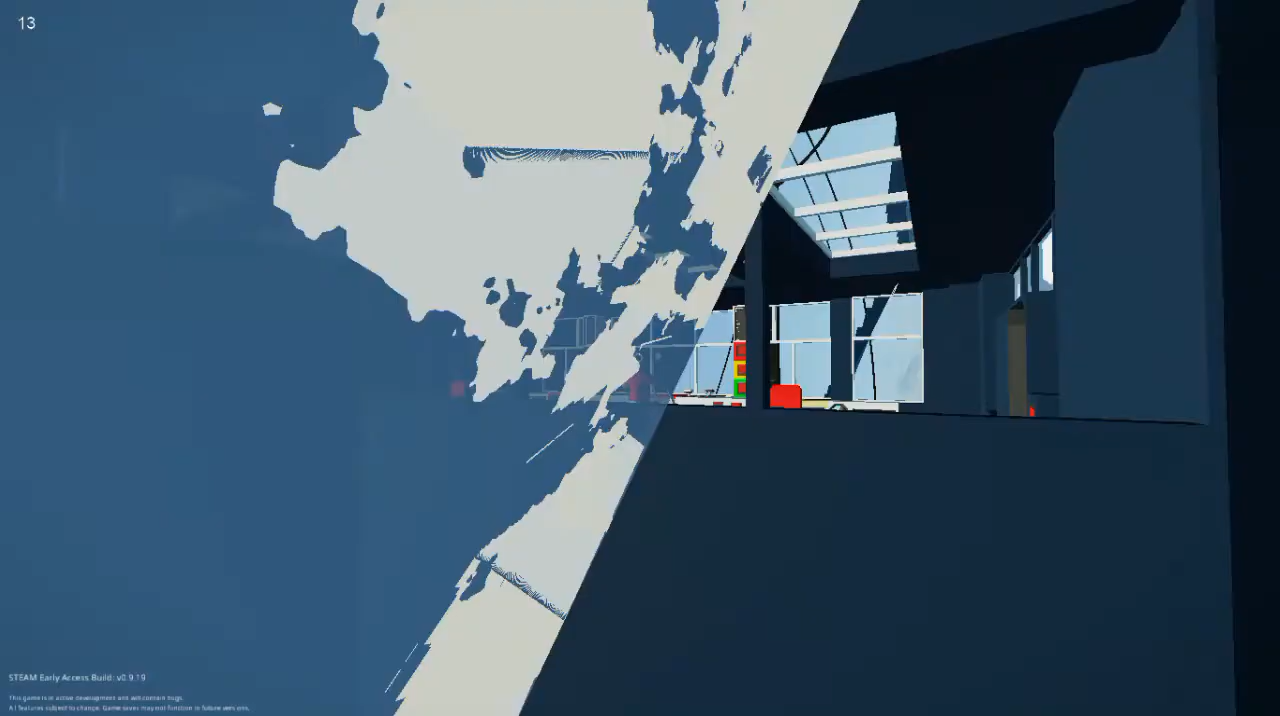 13
STEAM Early Access Build: v0.9.19
This game is in active development and will contain bugs.
All features subject to change. Game saves may not function in future versions.